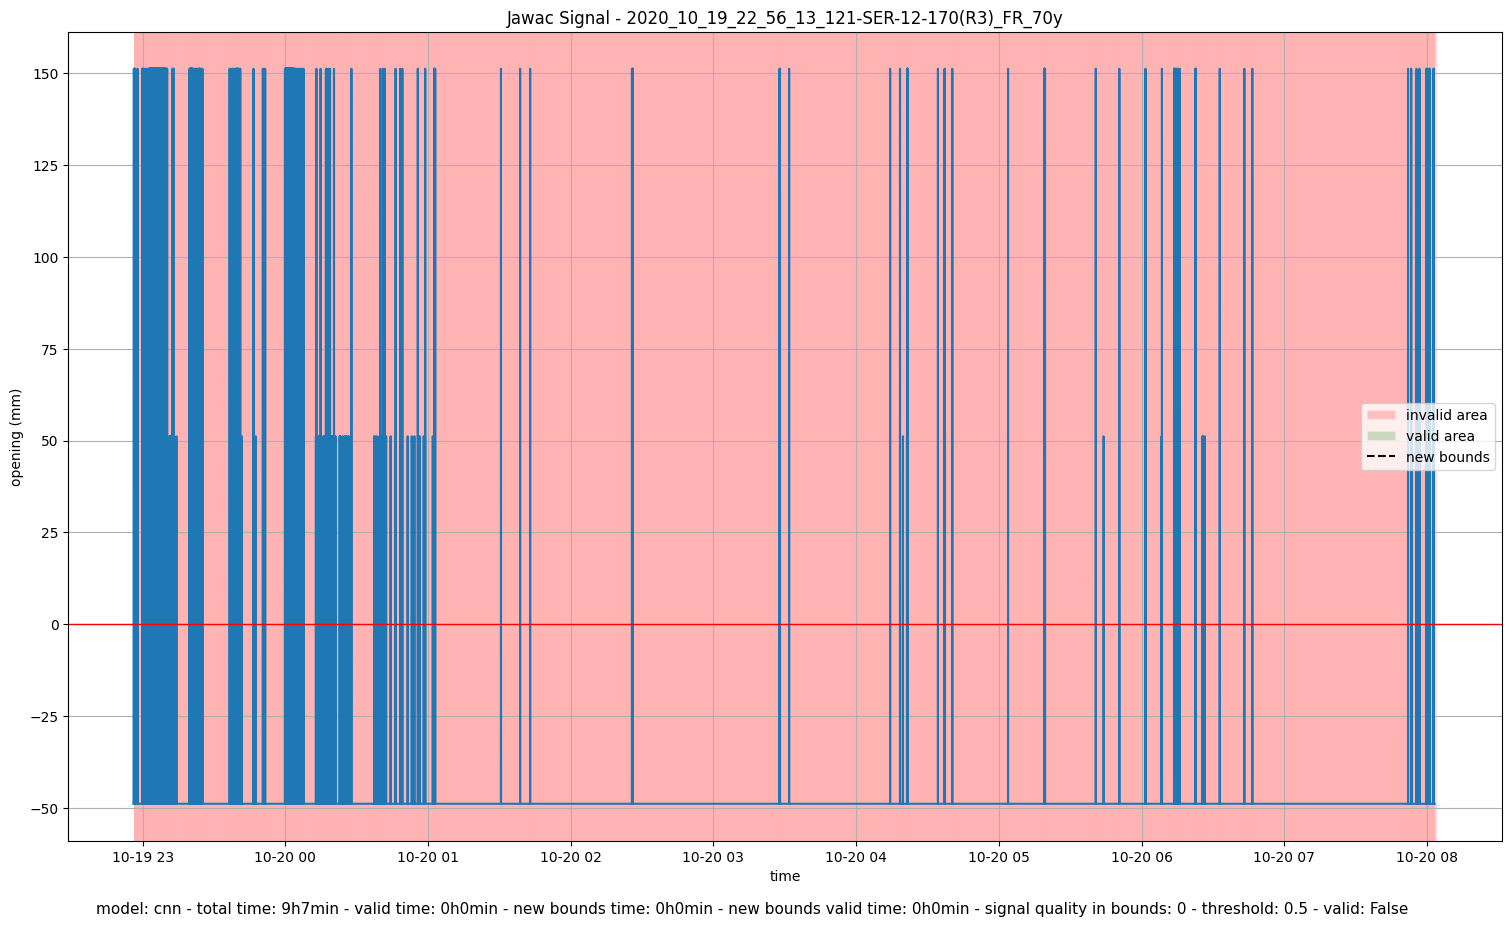 Jawac Signal - 2020_10_19_22_56_13_121-SER-12-170(R3)_FR_70y
150
125
100
75
50
25
0
−25
−50
opening (mm)
invalid area
valid area
new bounds
10-19 23
10-20 00
10-20 01
10-20 02
10-20 03
10-20 04
10-20 05
10-20 06
10-20 07
10-20 08
time
model: cnn - total time: 9h7min - valid time: 0h0min - new bounds time: 0h0min - new bounds valid time: 0h0min - signal quality in bounds: 0 - threshold: 0.5 - valid: False